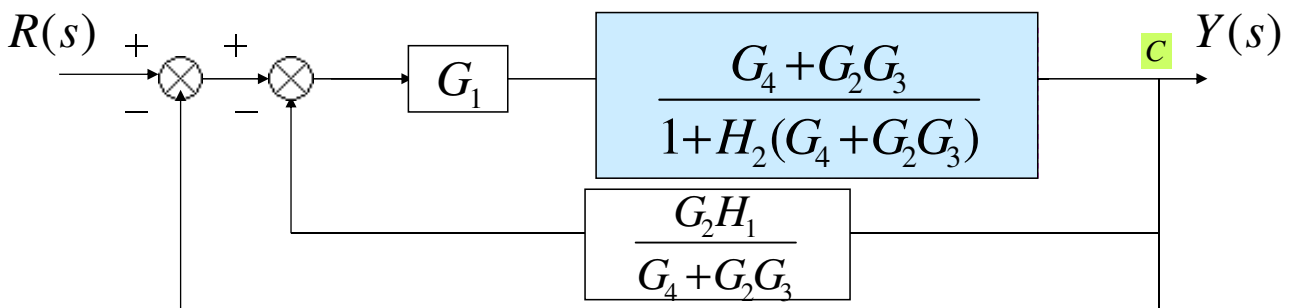 R(s) + + C Y(s)
− −
G₁
G₄ + G₂G₃
1 + H₂(G₄ + G₂G₃)
G₂H₁
G₄ + G₂G₃